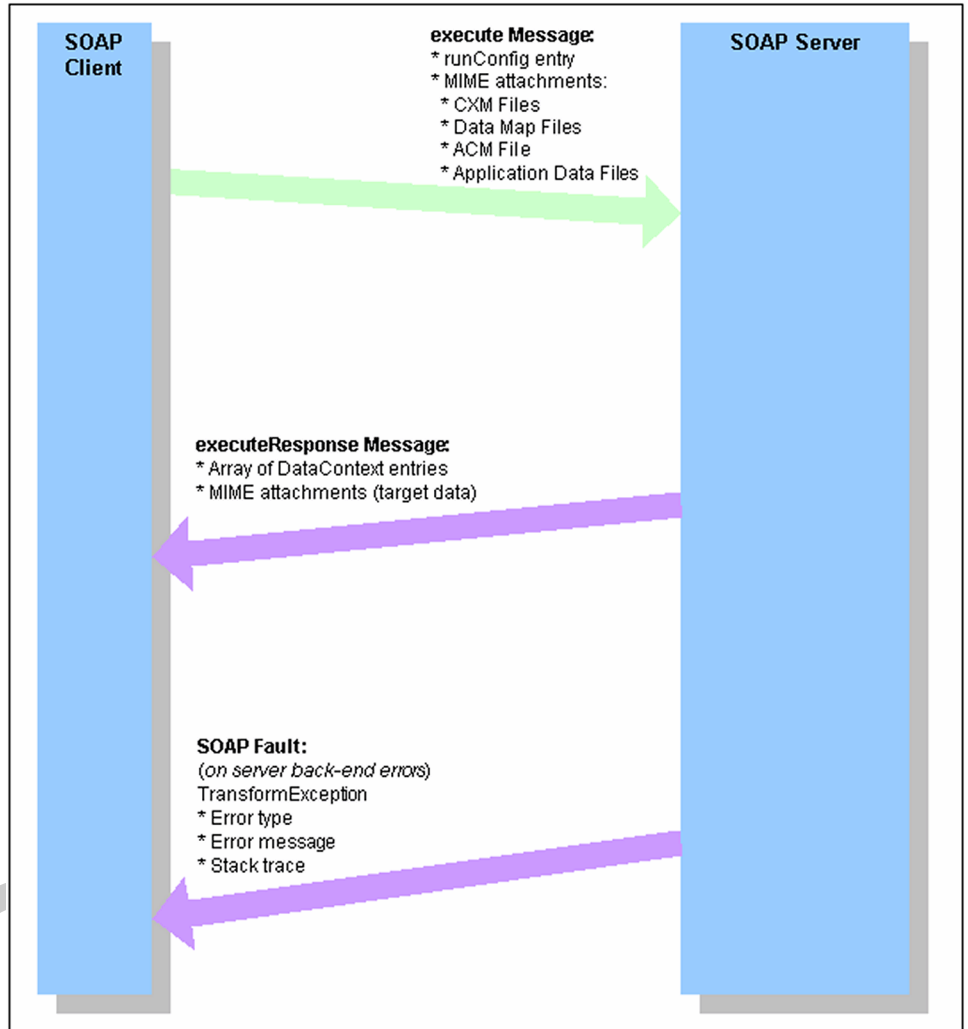 SOAP
Client
execute Message:
* runConfig entry
* MIME attachments:
* CXM Files
* Data Map Files
* ACM File
* Application Data Files
SOAP Server
executeResponse Message:
* Array of DataContext entries
* MIME attachments (target data)
SOAP Fault:
(on server back-end errors)
TransformException
* Error type
* Error message
* Stack trace